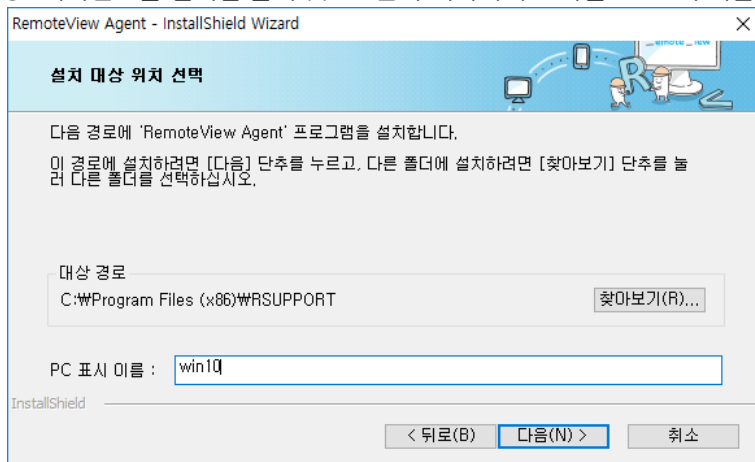 RemoteView Agent - InstallShield Wizard
설치 대상 위치 선택
다음 경로에 'RemoteView Agent' 프로그램을 설치합니다.
이 경로에 설치하려면 [다음] 단추를 누르고, 다른 폴더에 설치하려면 [찾아보기] 단추를 눌
러 다른 폴더를 선택하십시오.
대상 경로
C:₩Program Files (x86)₩RSUPPORT
찾아보기(R)...
PC 표시 이름 :
win10
InstallShield
< 뒤로(B)
다음(N) >
취소